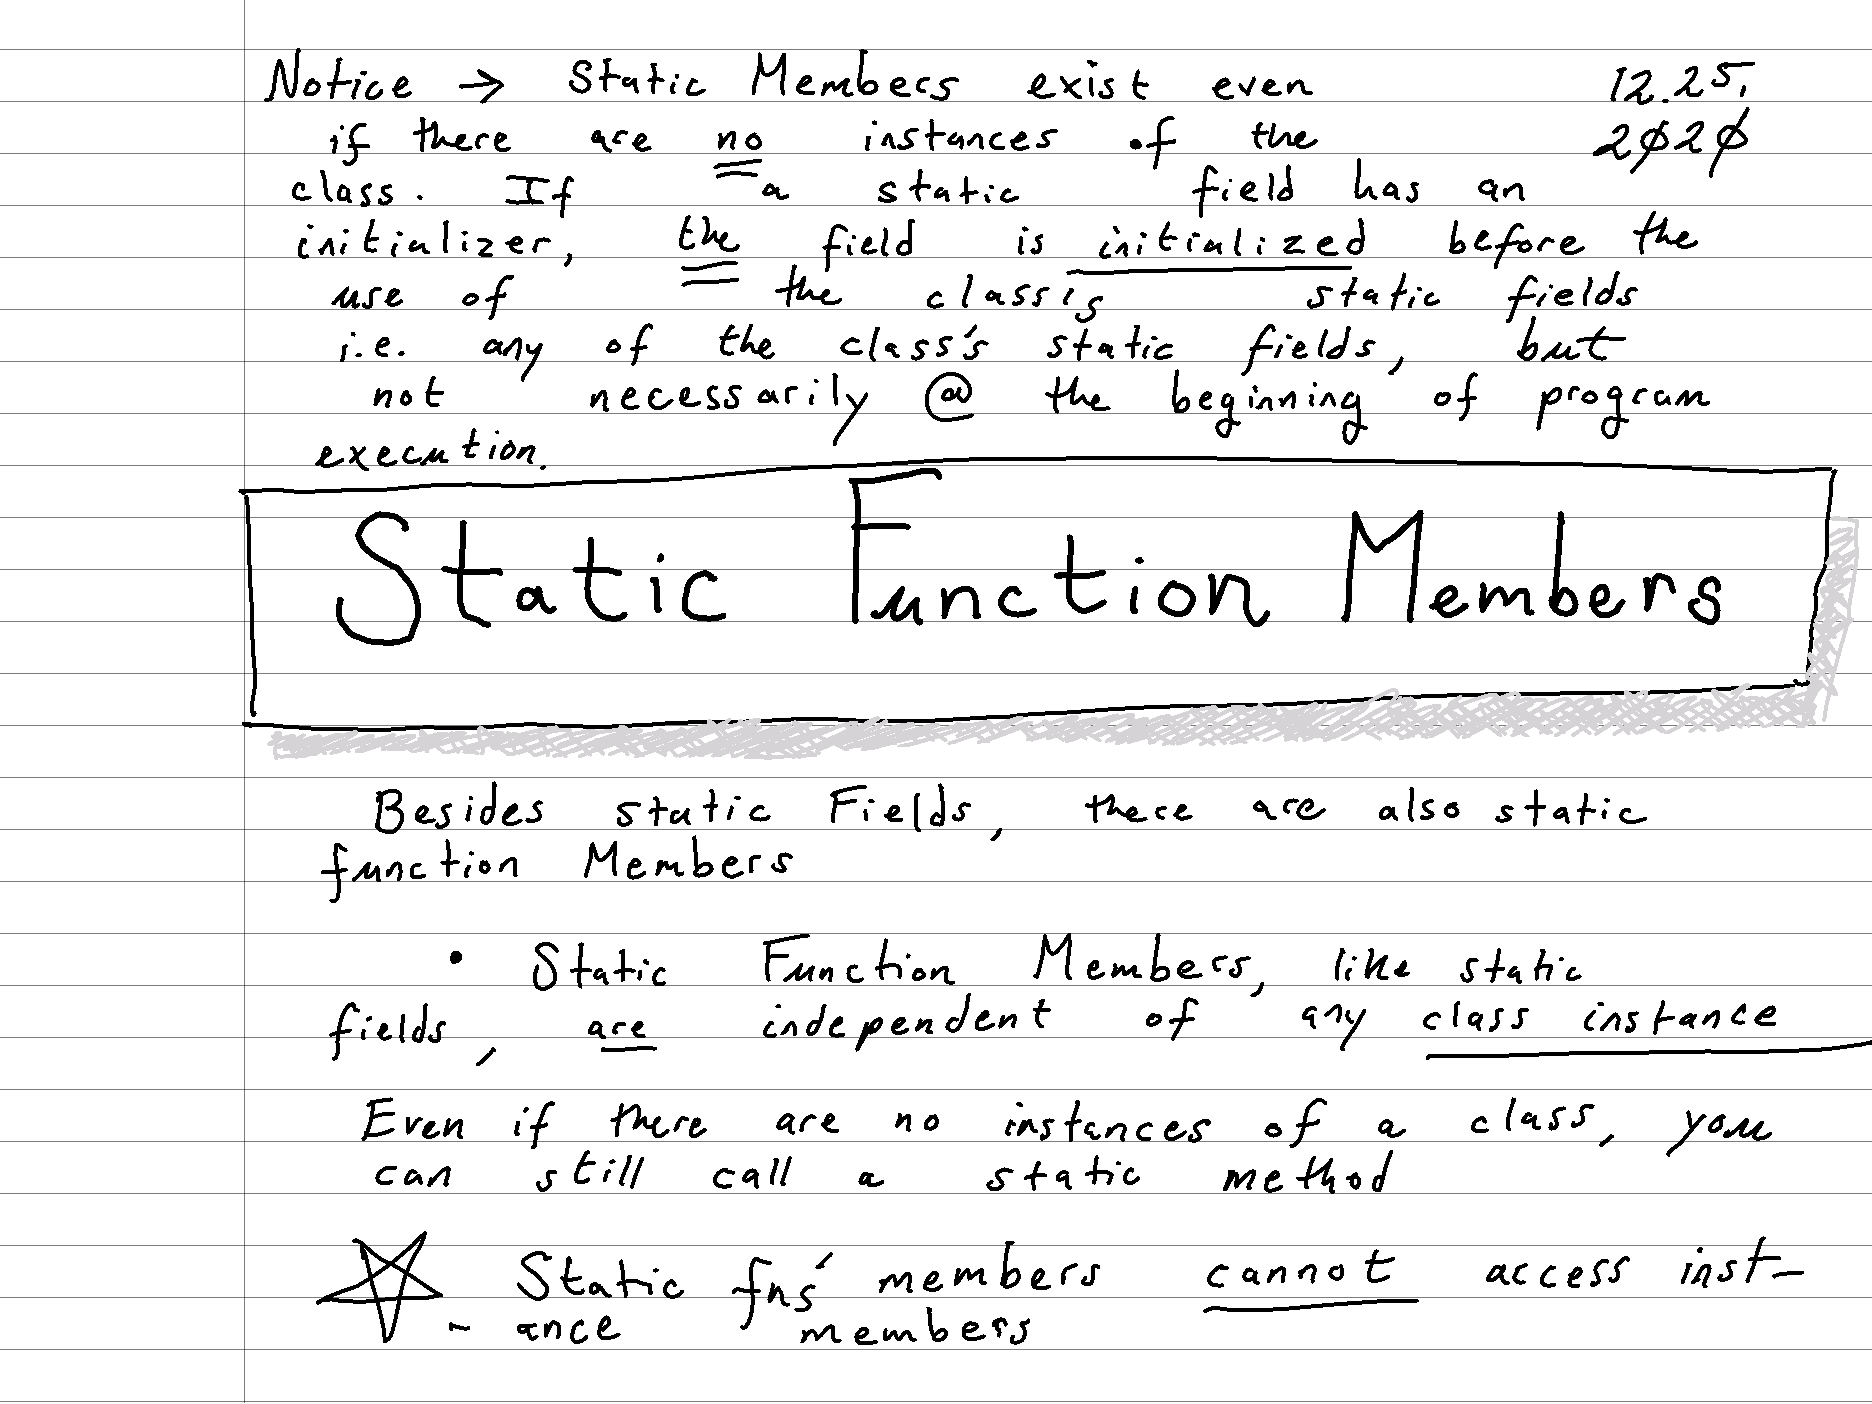 Notice → Static Members exist even 12.25.
if there are no instances of the 2020
class. If a static field has an
initializer, the field is initialized before the
use of the class's static fields
i.e. any of the class's static fields, but
not necessarily @ the beginning of program
execution.
Static Function Members
Besides static Fields, there are also static
function Members
• Static Function Members, like static
fields, are independent of any class instance
Even if there are no instances of a class, you
can still call a static method
☆ Static fns' members cannot access inst-
- ance members